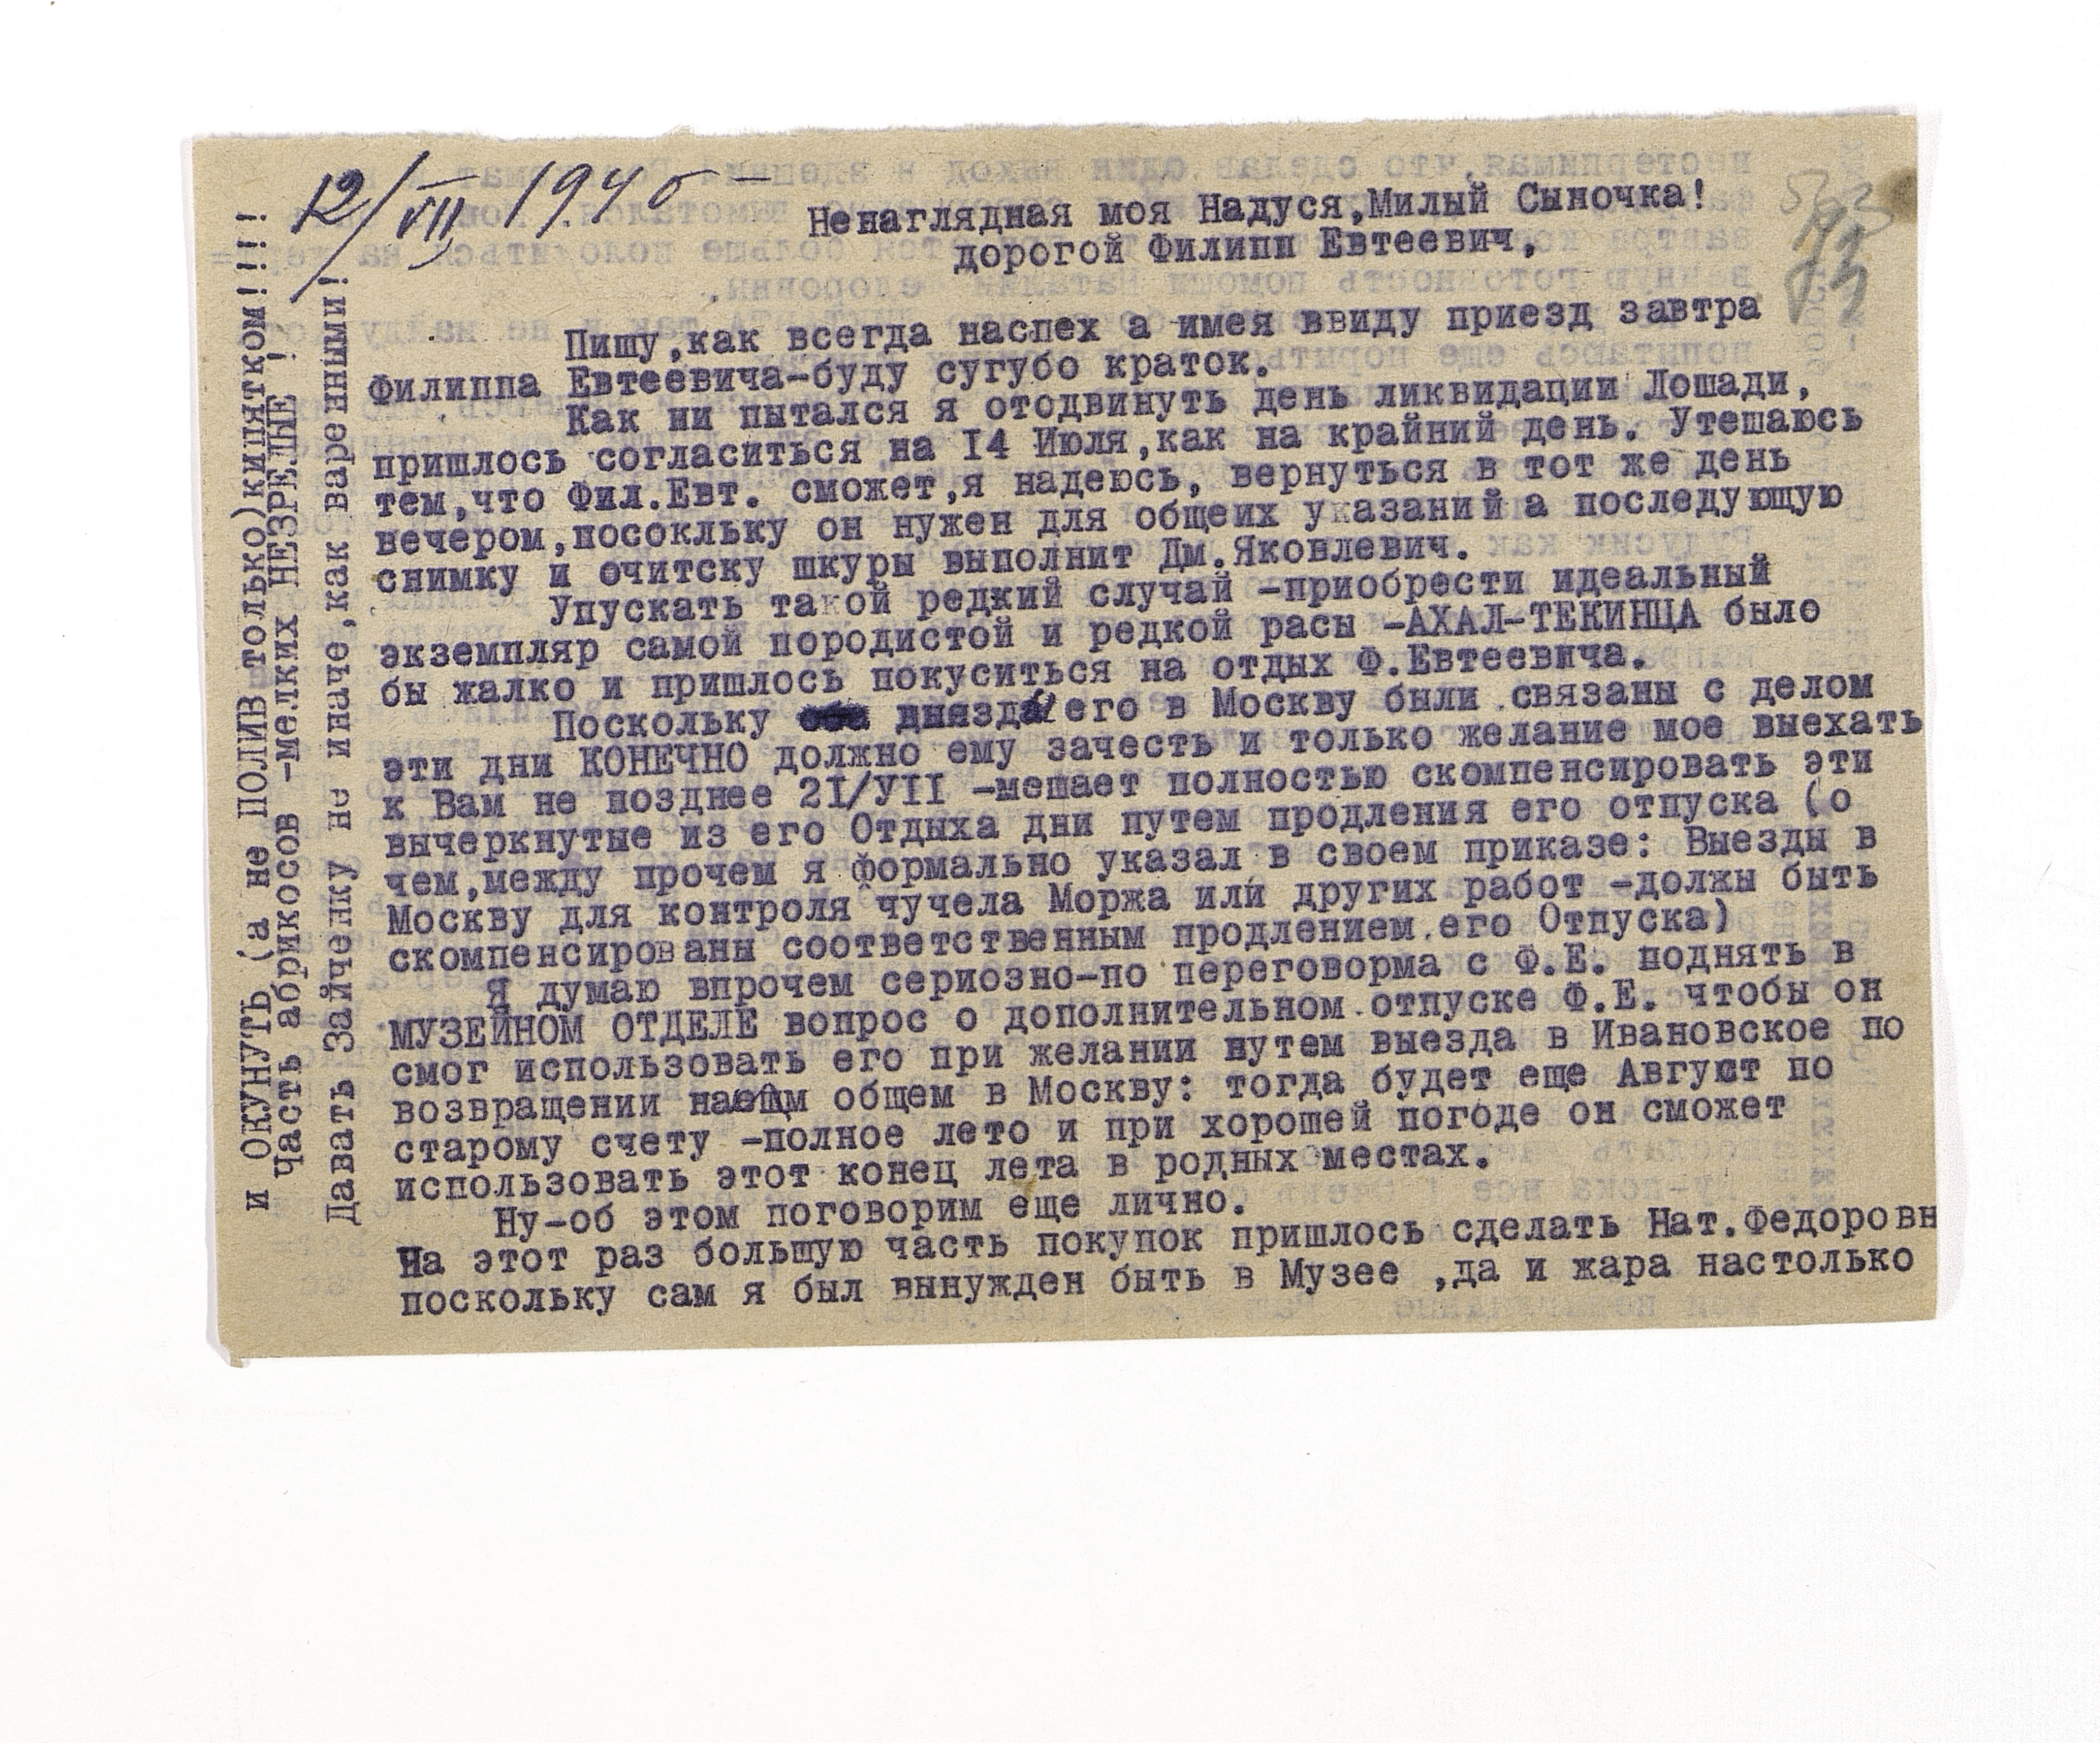 12/VII 1940 –
Ненаглядная моя Надуся,Милый Сыночка!
дорогой Филипп Евтеевич,
Пишу,как всегда наспех а имея ввиду приезд завтра
Филиппа Евтеевича-буду сугубо краток.
Как ни пытался я отодвинуть день ликвидации Лошади,
пришлось согласиться на I4 Июля,как на крайний день. Утешаюсь
тем,что Фил.Евт. сможет,я надеюсь, вернуться в тот же день
вечером,посокльку он нужен для общеих указаний а последующую
снимку и очитску шкуры выполнит Дм.Яковлевич.
Упускать такой редкий случай -приобрести идеальный
экземпляр самой породистой и редкой расы -АХАЛ-ТЕКИНЦА было
бы жалко и пришлось покуситься на отдых Ф.Евтеевича.
Поскольку выезды его в Москву были связаны с делом
эти дни КОНЕЧНО должно ему зачесть и только желание мое выехать
к Вам не позднее 2I/УII -мешает полностью скомпенсировать эти
вычеркнутые из его Отдыха дни путем продления его отпуска (о
чем,между прочем я формально указал в своем приказе: Выезды в
Москву для контроля чучела Моржа или других работ -должы быть
скомпенсированы соответственным продлением его Отпуска)
Я думаю впрочем сериозно-по переговорма с Ф.Е. поднять в
МУЗЕЙНОМ ОТДЕЛЕ вопрос о дополнительном отпуске Ф.Е. чтобы он
смог использовать его при желании путем выезда в Ивановское по
возвращении нашем общем в Москву: тогда будет еще Август по
старому счету -полное лето и при хорошей погоде он сможет
использовать этот конец лета в родных местах.
Ну-об этом поговорим еще лично.
На этот раз большую часть покупок пришлось сделать Нат.Федоровн
поскольку сам я был вынужден быть в Музее ,да и жара настолько
и ОКУНУТЬ (а не ПОЛИВ только)кипятком!!!!!
Часть абрикосов -мелких НЕЗРЕЛЫЕ !
Давать Зайченку не иначе,как варенными!